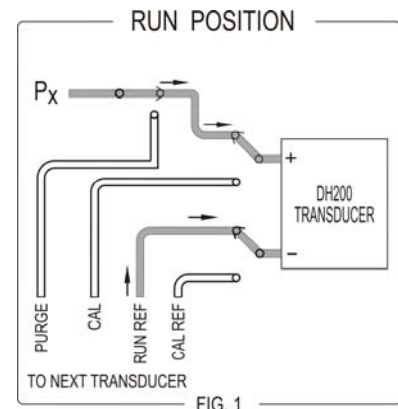 RUN POSITION
Px
+
DH200
TRANSDUCER
−
PURGE
CAL
RUN REF
CAL REF
TO NEXT TRANSDUCER
FIG. 1